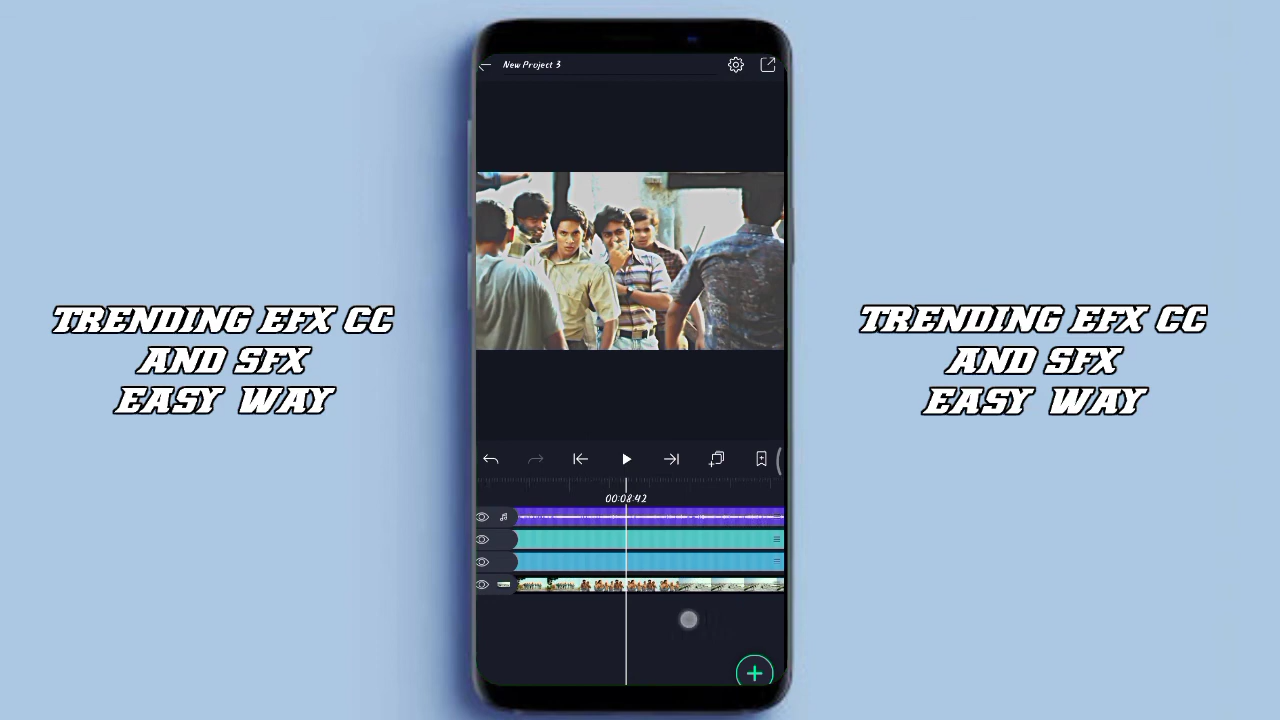 New Project 3
TRENDING EFX CC
AND SFX
EASY WAY
TRENDING EFX CC
AND SFX
EASY WAY
00:08:42